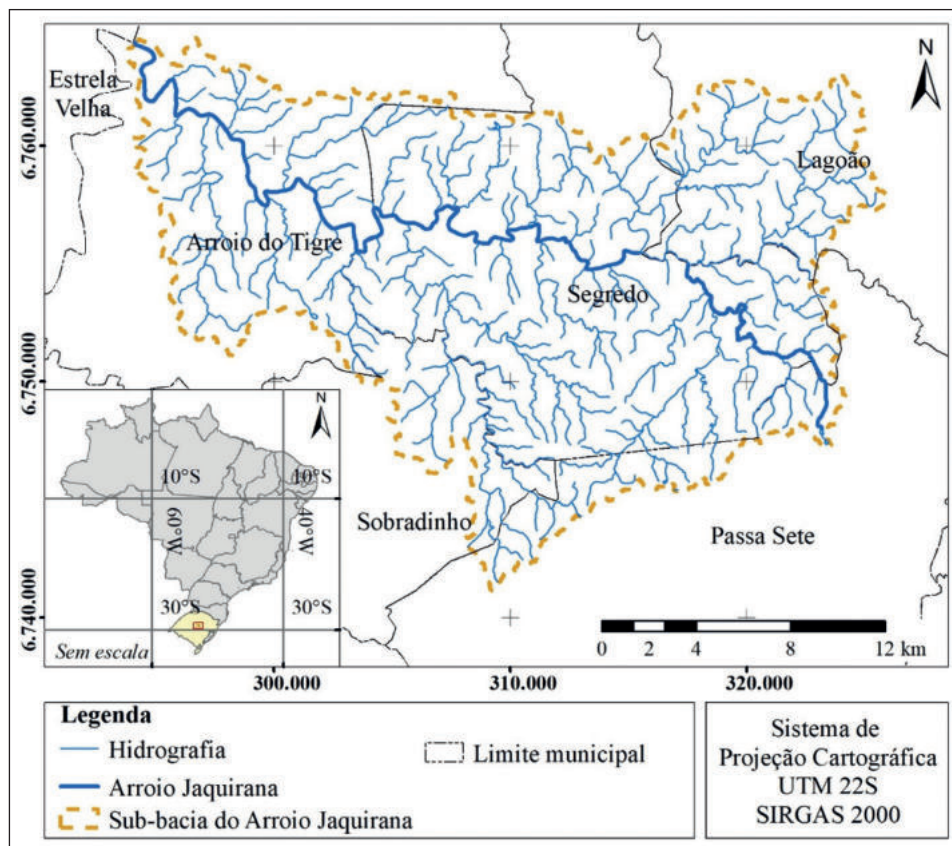 N
Estrela
Velha
Lagoão
Arroio do Tigre
Segredo
Sobradinho
Passa Sete
6.760.000
6.750.000
6.740.000
N
10°S
10°S
60°W
40°W
30°S
30°S
Sem escala
0 2 4 8 12 km
300.000 310.000 320.000
Legenda
Hidrografia
Limite municipal
Arroio Jaquirana
Sub-bacia do Arroio Jaquirana
Sistema de
Projeção Cartográfica
UTM 22S
SIRGAS 2000